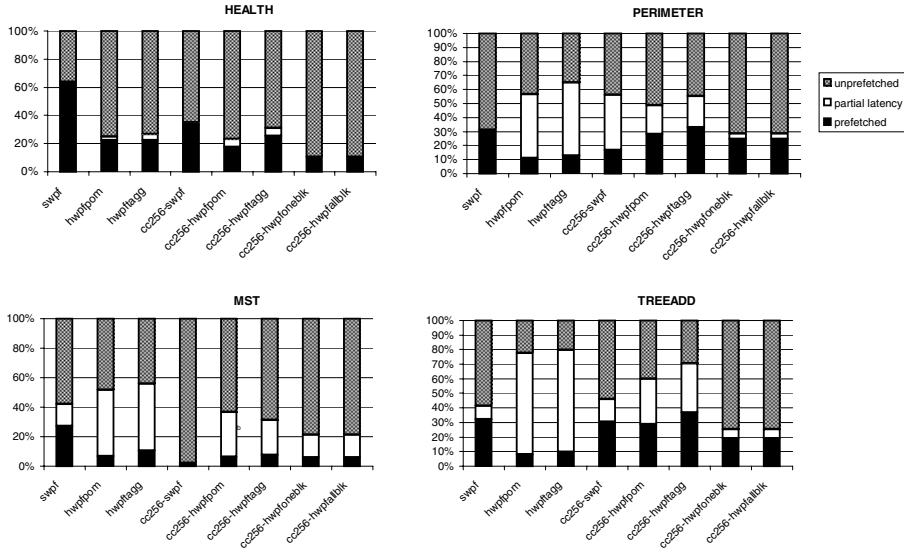 HEALTH
100%
80%
60%
40%
20%
0%
swpf
hwpfpom
hwpftagg
cc256-swpf
cc256-hwpfpom
cc256-hwpftagg
cc256-hwpfoneblk
cc256-hwpfallblk
PERIMETER
100%
90%
80%
70%
60%
50%
40%
30%
20%
10%
0%
swpf
hwpfpom
hwpftagg
cc256-swpf
cc256-hwpfpom
cc256-hwpftagg
cc256-hwpfoneblk
cc256-hwpfallblk
unprefetched
partial latency
prefetched
MST
100%
80%
60%
40%
20%
0%
swpf
hwpfpom
hwpftagg
cc256-swpf
cc256-hwpfpom
cc256-hwpftagg
cc256-hwpfoneblk
cc256-hwpfallblk
TREEADD
100%
90%
80%
70%
60%
50%
40%
30%
20%
10%
0%
swpf
hwpfpom
hwpftagg
cc256-swpf
cc256-hwpfpom
cc256-hwpftagg
cc256-hwpfoneblk
cc256-hwpfallblk